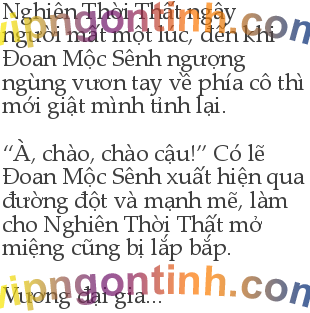 Nghiên Thời Thất ngây
người mất một lúc, đến khi
Đoan Mộc Sênh ngượng
ngùng vươn tay về phía cô thì
mới giật mình tỉnh lại.
“À, chào, chào cậu!” Có lẽ
Đoan Mộc Sênh xuất hiện quá
đường đột và mạnh mẽ, làm
cho Nghiên Thời Thất mở
miệng cũng bị lắp bắp.
vipngontinh.com
Vương đại gia...